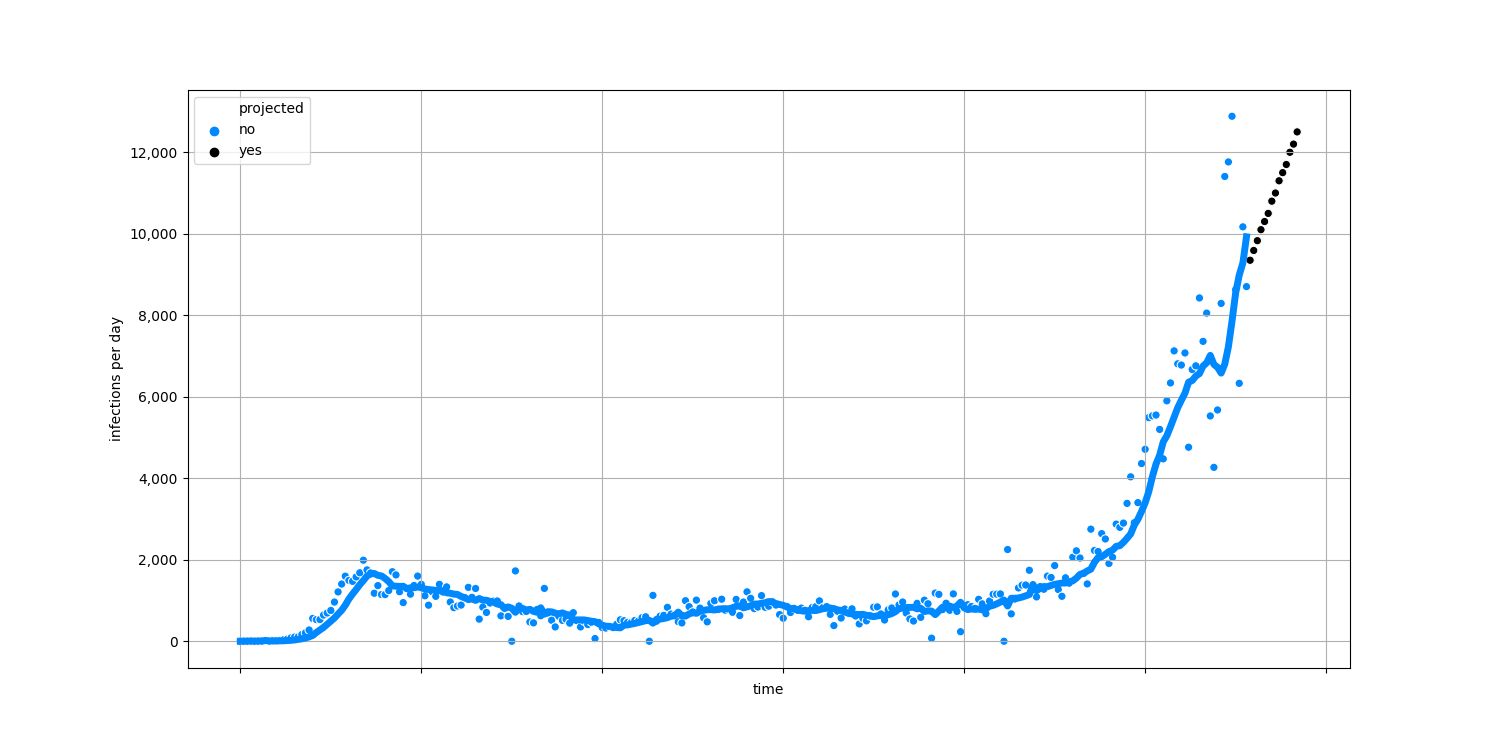 projected
no
yes
12,000
10,000
8,000
6,000
4,000
2,000
0
infections per day
time